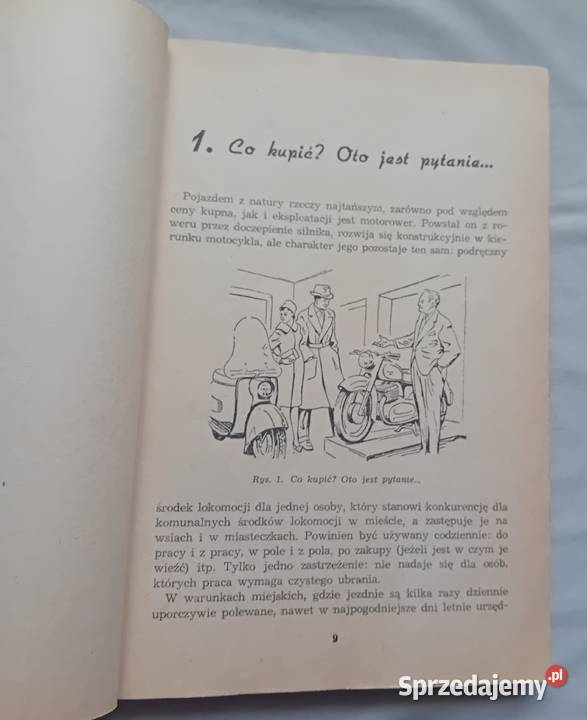 1. Co kupić? Oto jest pytanie...
Pojazdem z natury rzeczy najtańszym, zarówno pod względem
ceny kupna, jak i eksploatacji jest motorower. Powstał on z ro-
weru przez doczepienie silnika, rozwija się konstrukcyjnie w kie-
runku motocykla, ale charakter jego pozostaje ten sam: podręczny
Rys. 1. Co kupić? Oto jest pytanie...
środek lokomocji dla jednej osoby, który stanowi konkurencję dla
komunalnych środków lokomocji w mieście, a zastępuje je na
wsiach i w miasteczkach. Powinien być używany codziennie: do
pracy i z pracy, w pole i z pola, po zakupy (jeżeli jest w czym je
wieźć) itp. Tylko jedno zastrzeżenie: nie nadaje się dla osób,
których praca wymaga czystego ubrania.
W warunkach miejskich, gdzie jezdnie są kilka razy dziennie
uporczywie polewane, nawet w najpogodniejsze dni letnie urzęd-
9
Sprzedajemy.pl